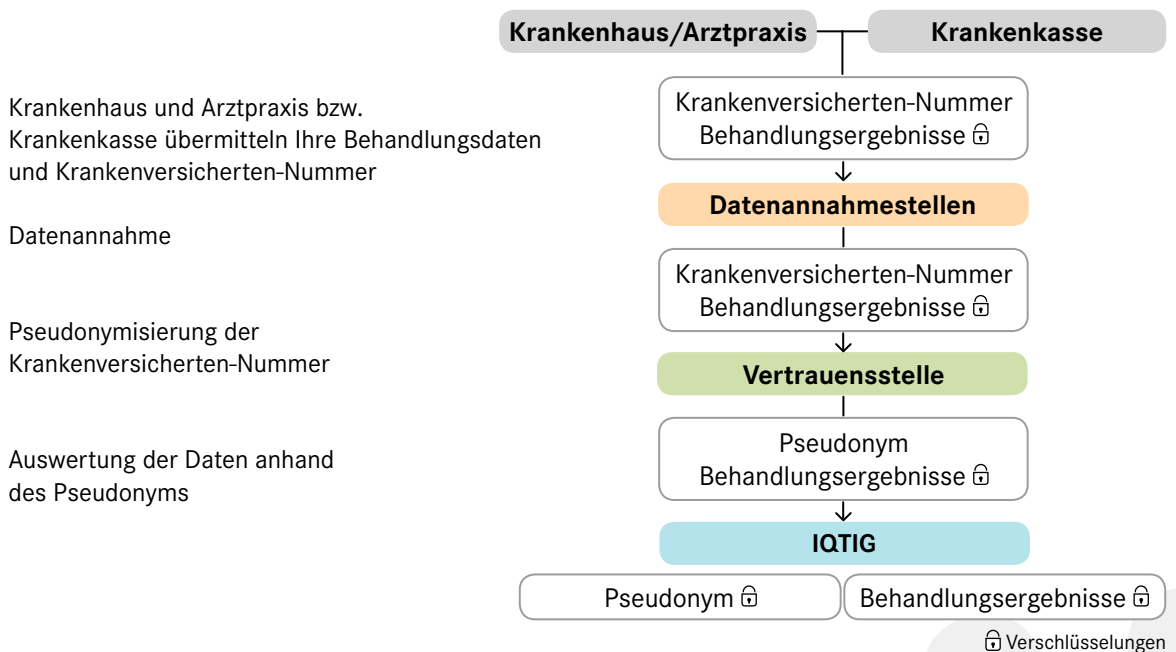 Krankenhaus/Arztpraxis
Krankenkasse
Krankenhaus und Arztpraxis bzw.
Krankenkasse übermitteln Ihre Behandlungsdaten
und Krankenversicherten-Nummer
Krankenversicherten-Nummer
Behandlungsergebnisse
Datenannahmestellen
Datenannahme
Krankenversicherten-Nummer
Behandlungsergebnisse
Pseudonymisierung der
Krankenversicherten-Nummer
Vertrauensstelle
Auswertung der Daten anhand
des Pseudonyms
Pseudonym
Behandlungsergebnisse
IQTIG
Pseudonym
Behandlungsergebnisse
Verschlüsselungen